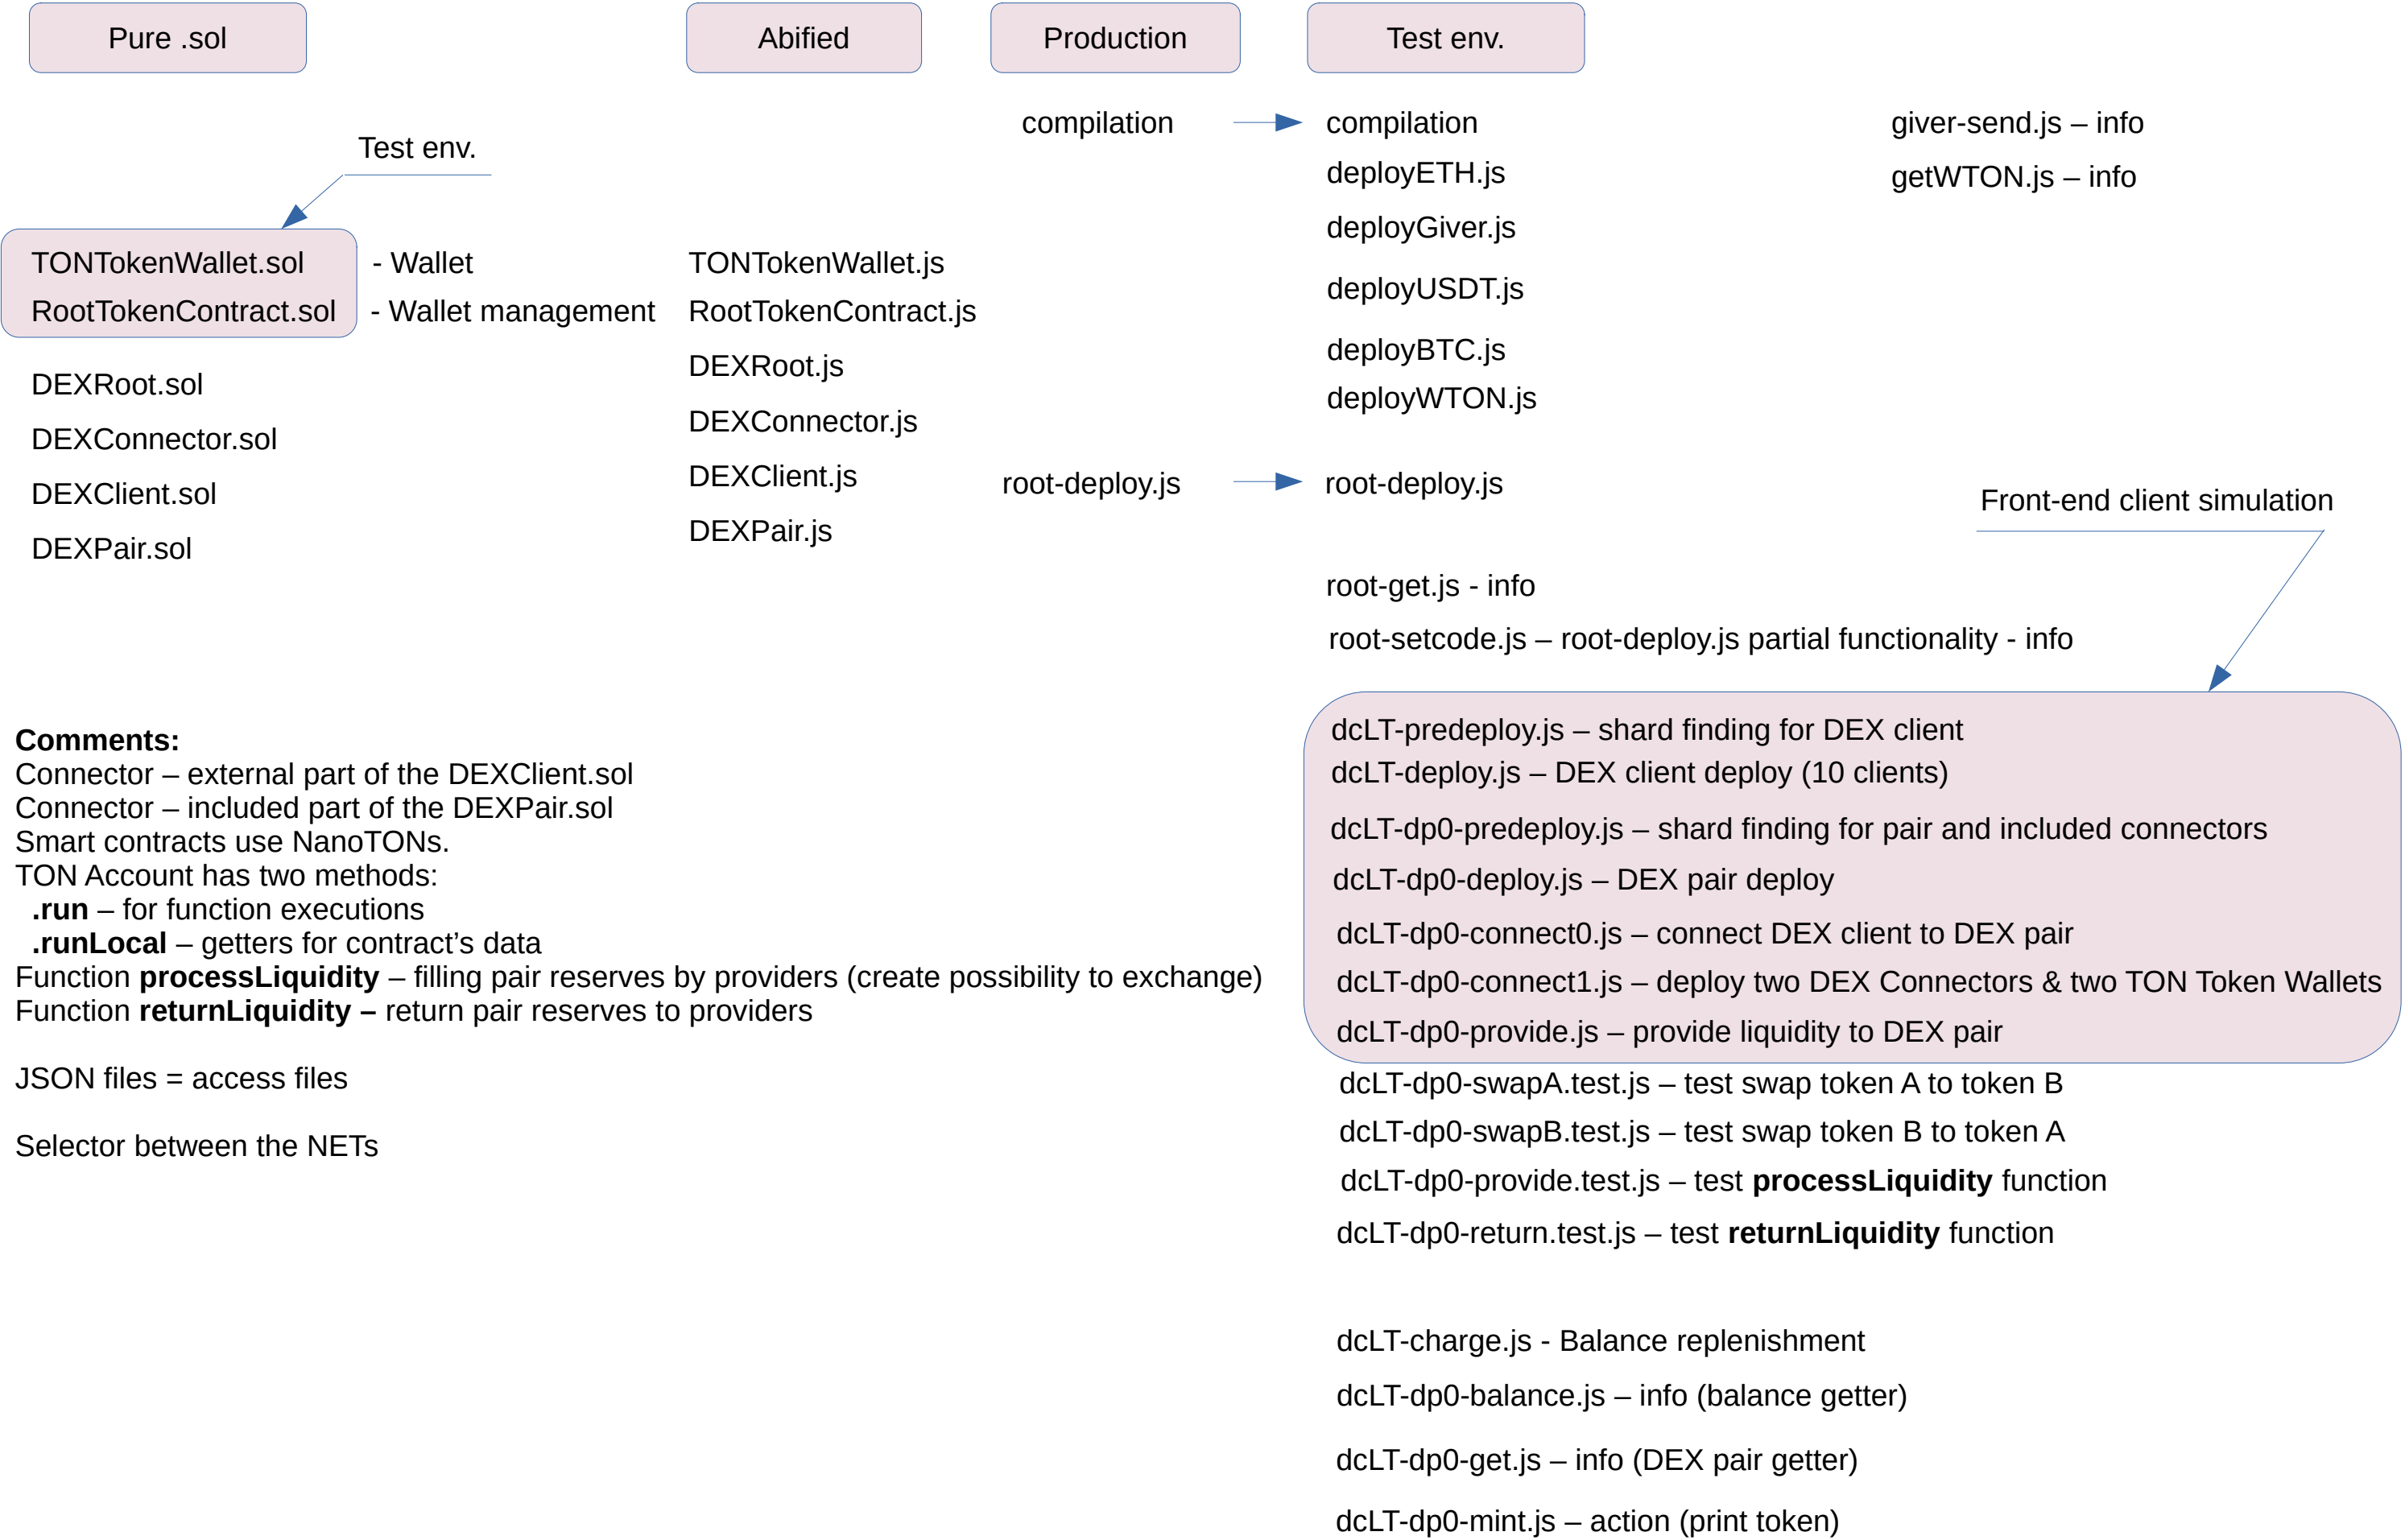 Pure .sol
Abified
Production
Test env.
Test env.
TONTokenWallet.sol - Wallet
RootTokenContract.sol - Wallet management
DEXRoot.sol
DEXConnector.sol
DEXClient.sol
DEXPair.sol
TONTokenWallet.js
RootTokenContract.js
DEXRoot.js
DEXConnector.js
DEXClient.js
DEXPair.js
compilation
root-deploy.js
compilation
deployETH.js
deployGiver.js
deployUSDT.js
deployBTC.js
deployWTON.js
root-deploy.js
root-get.js - info
root-setcode.js – root-deploy.js partial functionality - info
giver-send.js – info
getWTON.js – info
Front-end client simulation
dcLT-predeploy.js – shard finding for DEX client
dcLT-deploy.js – DEX client deploy (10 clients)
dcLT-dp0-predeploy.js – shard finding for pair and included connectors
dcLT-dp0-deploy.js – DEX pair deploy
dcLT-dp0-connect0.js – connect DEX client to DEX pair
dcLT-dp0-connect1.js – deploy two DEX Connectors & two TON Token Wallets
dcLT-dp0-provide.js – provide liquidity to DEX pair
dcLT-dp0-swapA.test.js – test swap token A to token B
dcLT-dp0-swapB.test.js – test swap token B to token A
dcLT-dp0-provide.test.js – test processLiquidity function
dcLT-dp0-return.test.js – test returnLiquidity function
dcLT-charge.js - Balance replenishment
dcLT-dp0-balance.js – info (balance getter)
dcLT-dp0-get.js – info (DEX pair getter)
dcLT-dp0-mint.js – action (print token)
Comments:
Connector – external part of the DEXClient.sol
Connector – included part of the DEXPair.sol
Smart contracts use NanoTONs.
TON Account has two methods:
.run – for function executions
.runLocal – getters for contract’s data
Function processLiquidity – filling pair reserves by providers (create possibility to exchange)
Function returnLiquidity – return pair reserves to providers
JSON files = access files
Selector between the NETs